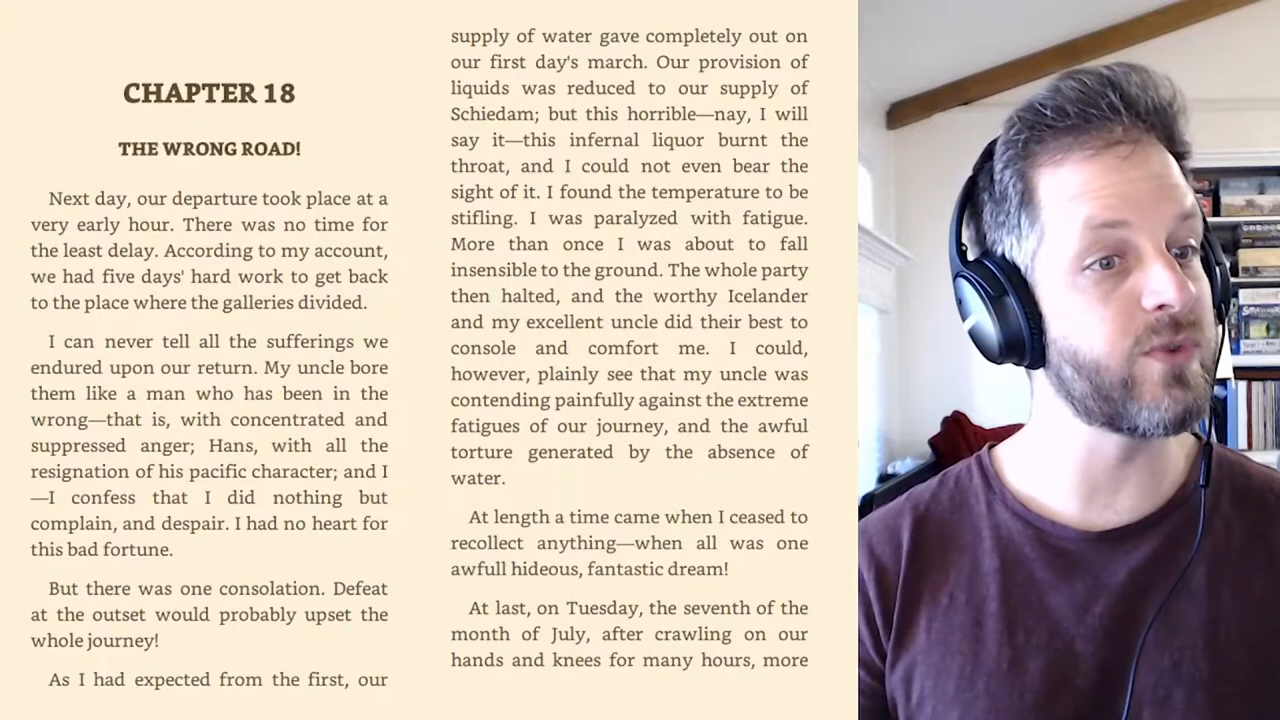 CHAPTER 18
THE WRONG ROAD!
Next day, our departure took place at a
very early hour. There was no time for
the least delay. According to my account,
we had five days' hard work to get back
to the place where the galleries divided.
I can never tell all the sufferings we
endured upon our return. My uncle bore
them like a man who has been in the
wrong—that is, with concentrated and
suppressed anger; Hans, with all the
resignation of his pacific character; and I
—I confess that I did nothing but
complain, and despair. I had no heart for
this bad fortune.
But there was one consolation. Defeat
at the outset would probably upset the
whole journey!
As I had expected from the first, our
supply of water gave completely out on
our first day's march. Our provision of
liquids was reduced to our supply of
Schiedam; but this horrible—nay, I will
say it—this infernal liquor burnt the
throat, and I could not even bear the
sight of it. I found the temperature to be
stifling. I was paralyzed with fatigue.
More than once I was about to fall
insensible to the ground. The whole party
then halted, and the worthy Icelander
and my excellent uncle did their best to
console and comfort me. I could,
however, plainly see that my uncle was
contending painfully against the extreme
fatigues of our journey, and the awful
torture generated by the absence of
water.
At length a time came when I ceased to
recollect anything—when all was one
awfull hideous, fantastic dream!
At last, on Tuesday, the seventh of the
month of July, after crawling on our
hands and knees for many hours, more